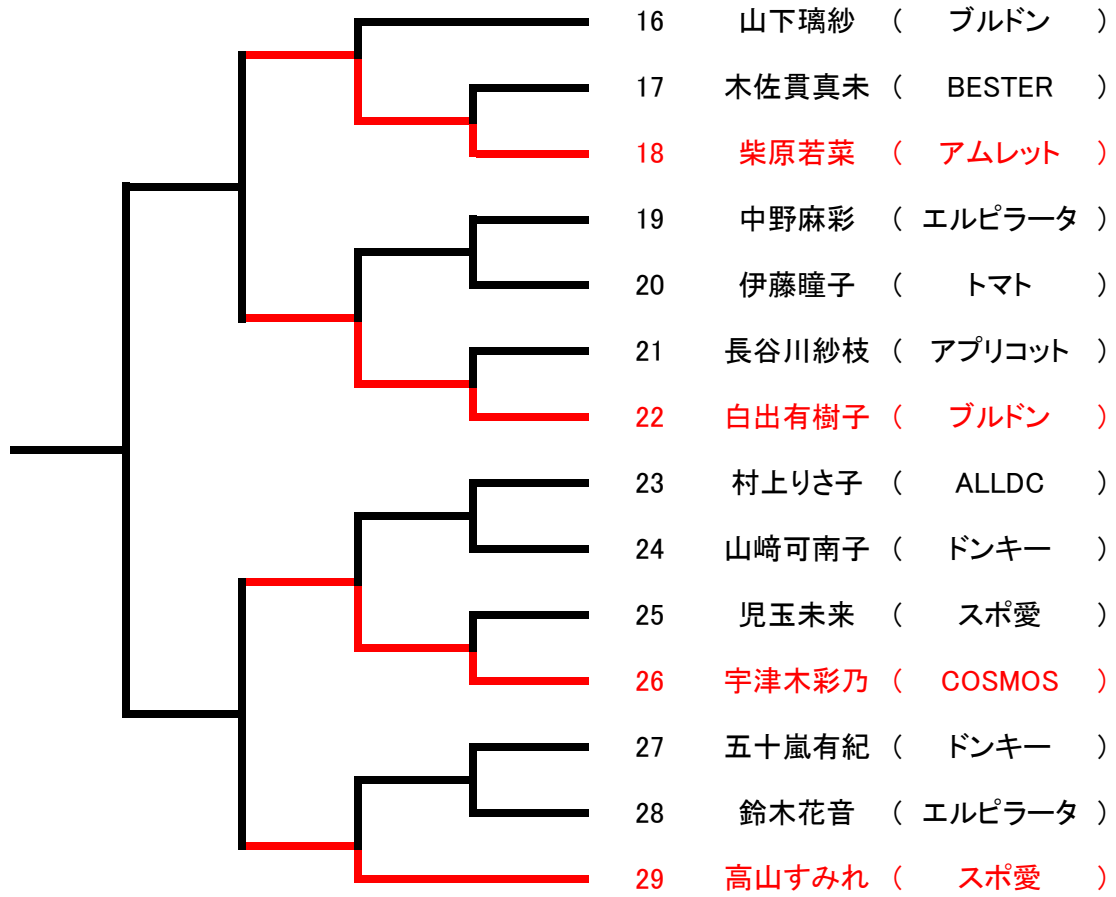 16 山下璃紗 ( ブルドン )
17 木佐貫真未 ( BESTER )
18 柴原若菜 ( アムレット )
19 中野麻彩 ( エルピラータ )
20 伊藤瞳子 ( トマト )
21 長谷川紗枝 ( アプリコット )
22 白出有樹子 ( ブルドン )
23 村上りさ子 ( ALLDC )
24 山﨑可南子 ( ドンキー )
25 児玉未来 ( スポ愛 )
26 宇津木彩乃 ( COSMOS )
27 五十嵐有紀 ( ドンキー )
28 鈴木花音 ( エルピラータ )
29 高山すみれ ( スポ愛 )